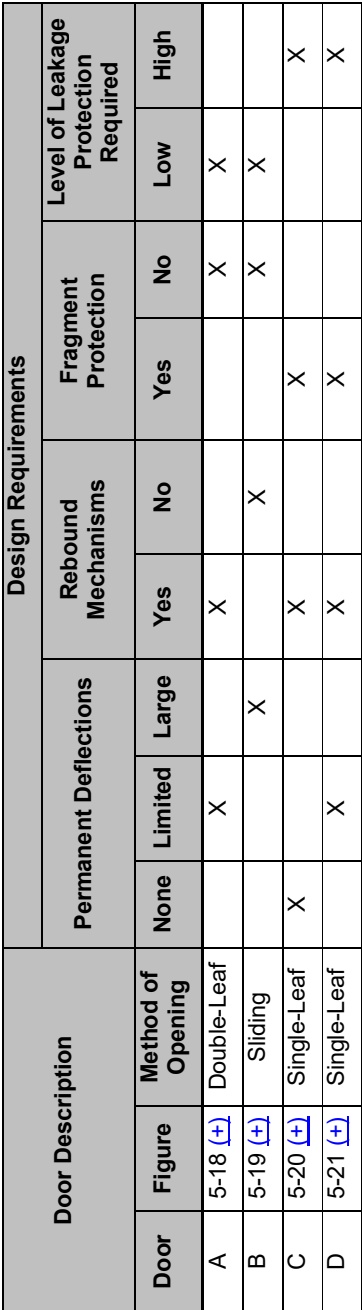 Door Description
Design Requirements
Permanent Deflections
Rebound
Mechanisms
Fragment
Protection
Level of Leakage
Protection
Required
Door
Figure
Method of
Opening
None
Limited
Large
Yes
No
Yes
No
Low
High
A 5-18 (+) Double-Leaf X X X X
B 5-19 (+) Sliding X X X X
C 5-20 (+) Single-Leaf X X X X
D 5-21 (+) Single-Leaf X X X X